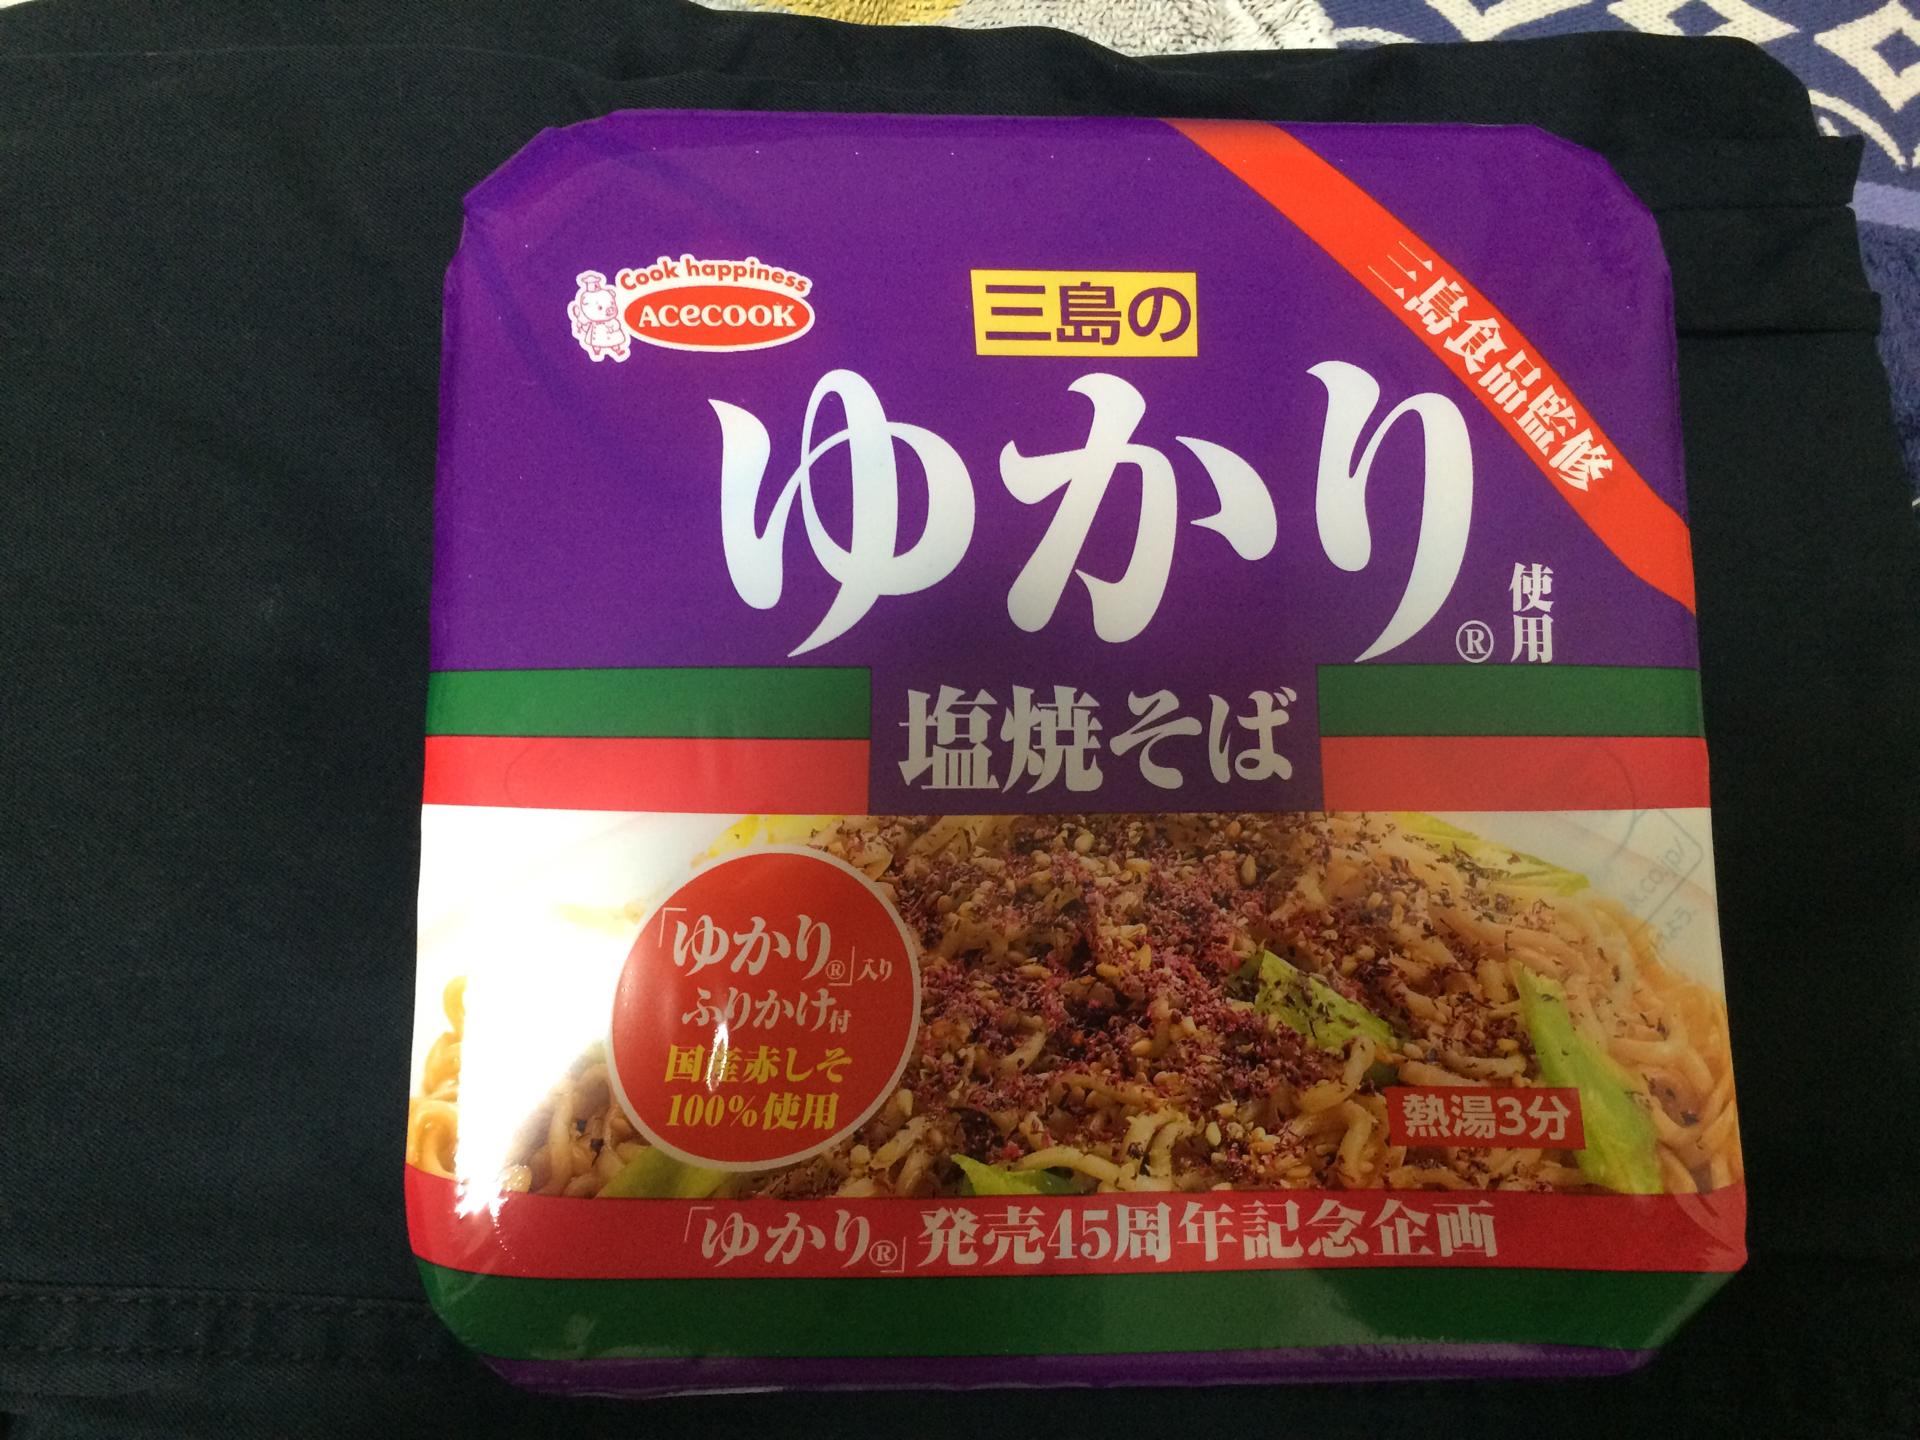 Cook happiness
ACECOOK
三島の
三島食品監修
ゆかり®使用
塩焼そば
「ゆかり®」入り
ふりかけ付
国産赤しそ
100%使用
熱湯3分
「ゆかり®」発売45周年記念企画